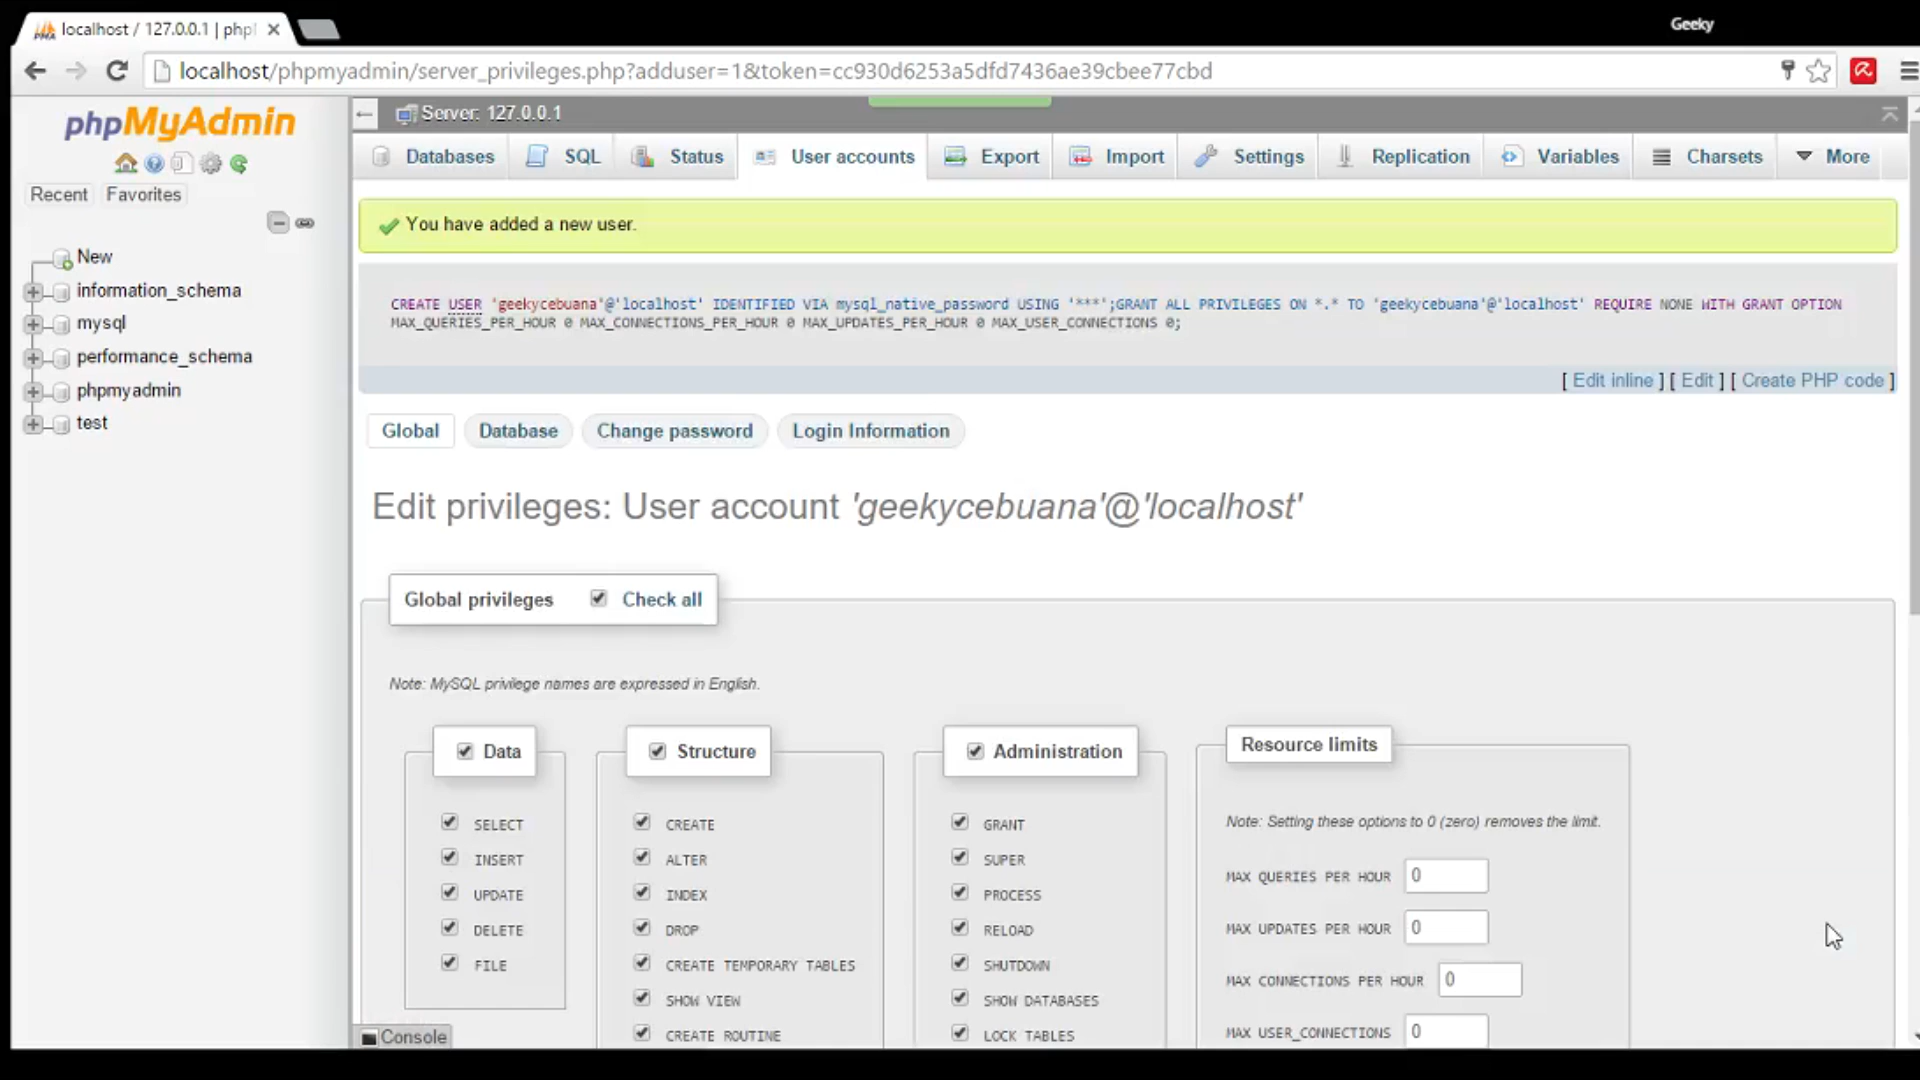 localhost / 127.0.0.1 | php
Geeky
localhost/phpmyadmin/server_privileges.php?adduser=1&token=cc930d6253a5dfd7436ae39cbee77cbd
phpMyAdmin
Recent Favorites
New
information_schema
mysql
performance_schema
phpmyadmin
test
Server: 127.0.0.1
Databases SQL Status User accounts Export Import Settings Replication Variables Charsets More
You have added a new user.
CREATE USER 'geekycebuana'@'localhost' IDENTIFIED VIA mysql_native_password USING '***';GRANT ALL PRIVILEGES ON *.* TO 'geekycebuana'@'localhost' REQUIRE NONE WITH GRANT OPTION
MAX_QUERIES_PER_HOUR 0 MAX_CONNECTIONS_PER_HOUR 0 MAX_UPDATES_PER_HOUR 0 MAX_USER_CONNECTIONS 0;
[ Edit inline ] [ Edit ] [ Create PHP code ]
Global Database Change password Login Information
Edit privileges: User account 'geekycebuana'@'localhost'
Global privileges Check all
Note: MySQL privilege names are expressed in English.
Data
SELECT
INSERT
UPDATE
DELETE
FILE
Structure
CREATE
ALTER
INDEX
DROP
CREATE TEMPORARY TABLES
SHOW VIEW
CREATE ROUTINE
Administration
GRANT
SUPER
PROCESS
RELOAD
SHUTDOWN
SHOW DATABASES
LOCK TABLES
Resource limits
Note: Setting these options to 0 (zero) removes the limit.
MAX QUERIES PER HOUR 0
MAX UPDATES PER HOUR 0
MAX CONNECTIONS PER HOUR 0
MAX USER_CONNECTIONS 0
Console